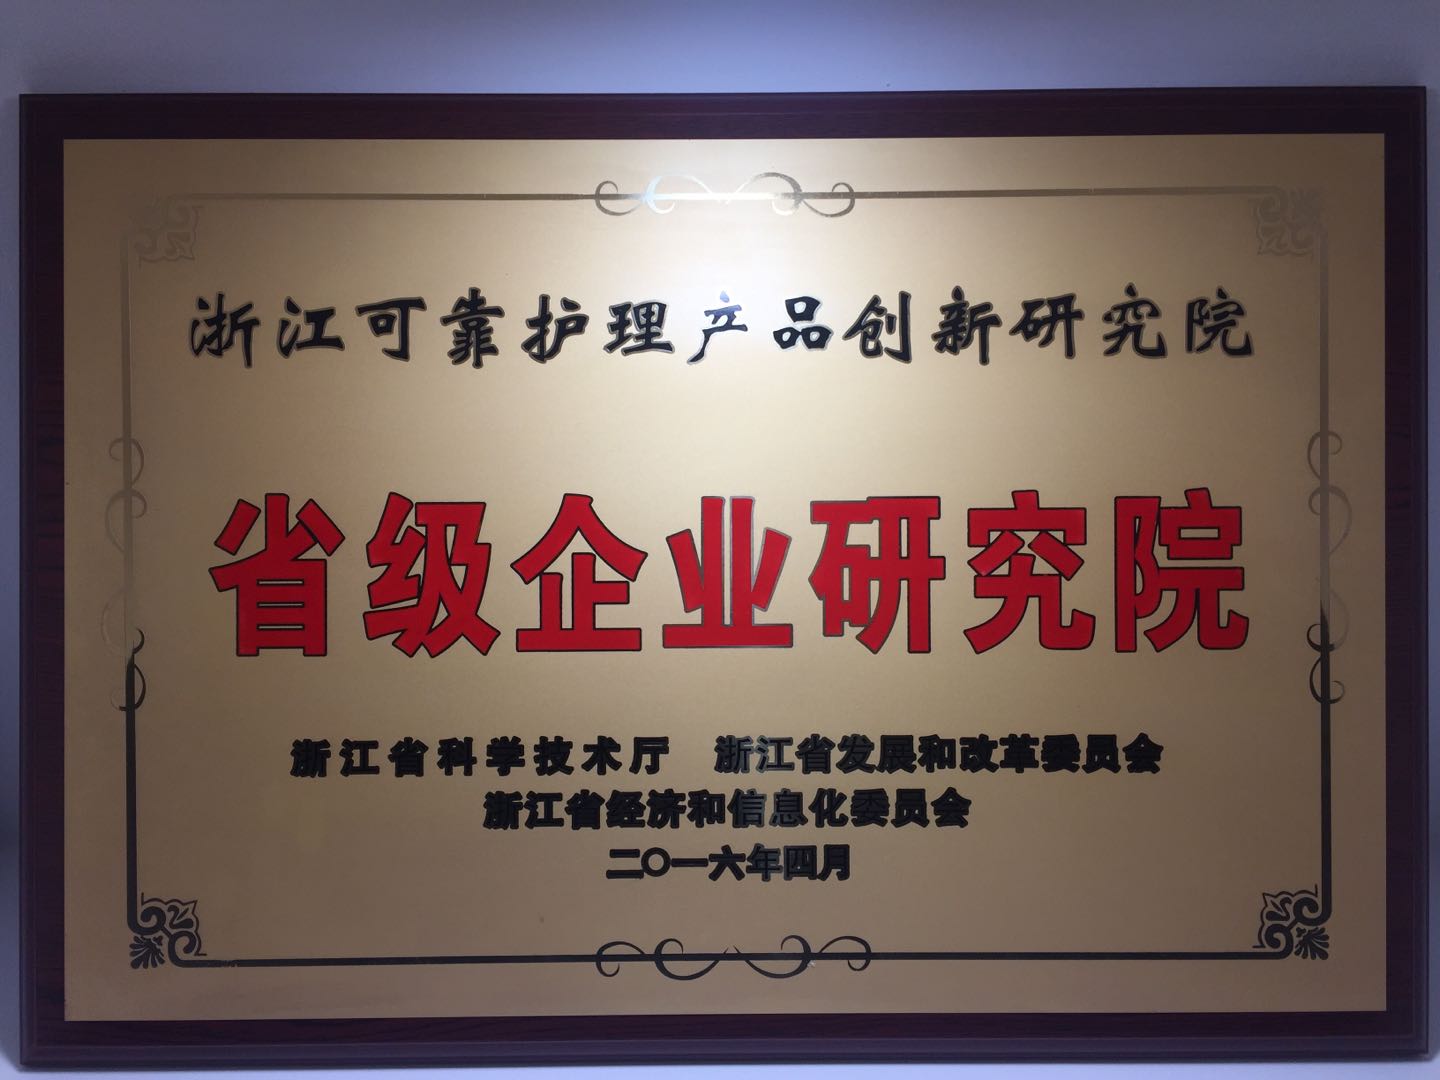 浙江可靠护理产品创新研究院
省级企业研究院
浙江省科学技术厅 浙江省发展和改革委员会
浙江省经济和信息化委员会
二〇一六年四月